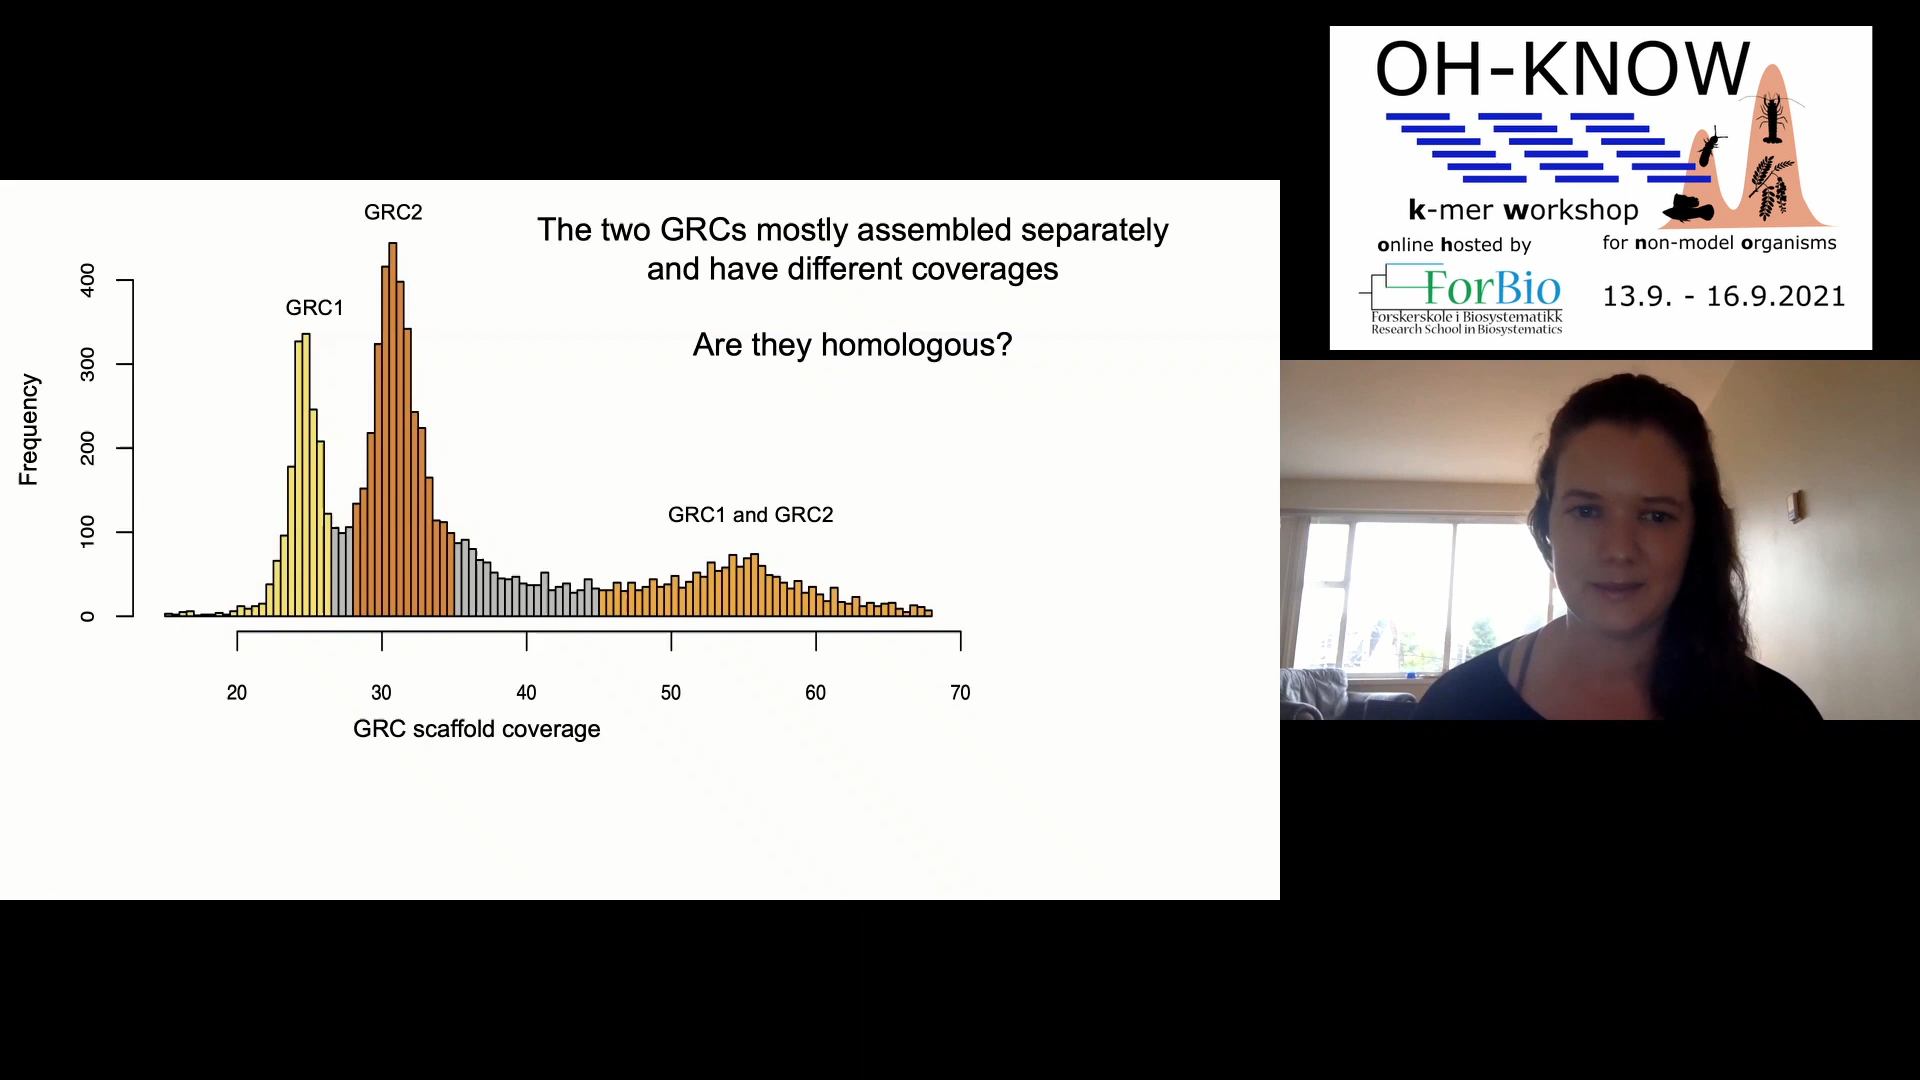 GRC2
The two GRCs mostly assembled separately
and have different coverages
GRC1
Are they homologous?
GRC1 and GRC2
Frequency
400
300
200
100
0
20
30
40
50
60
70
GRC scaffold coverage
OH-KNOW
k-mer workshop
online hosted by
for non-model organisms
ForBio
Forskerskole i Biosystematikk
Research School in Biosystematics
13.9. - 16.9.2021